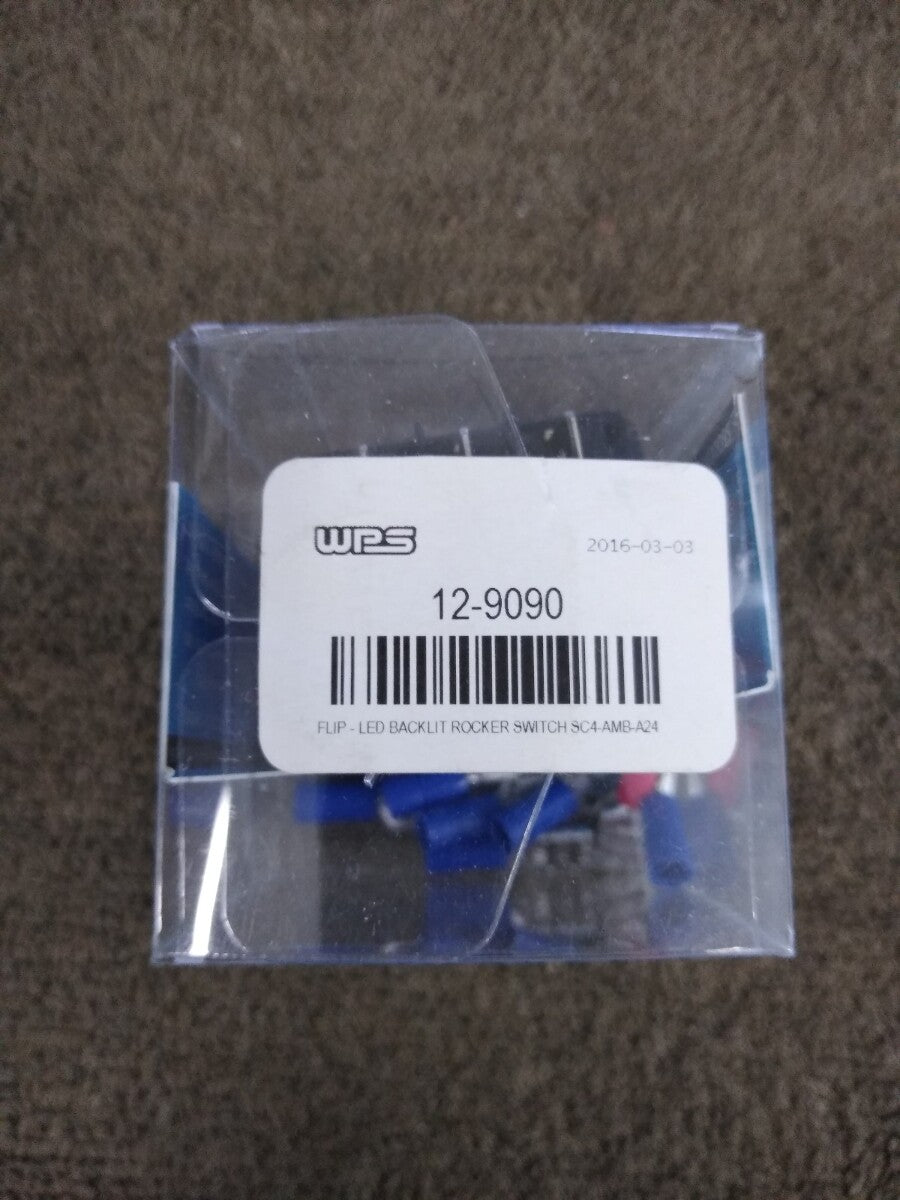 WPS
2016-03-03
12-9090
FLIP - LED BACKLIT ROCKER SWITCH SC4-AMB-A24